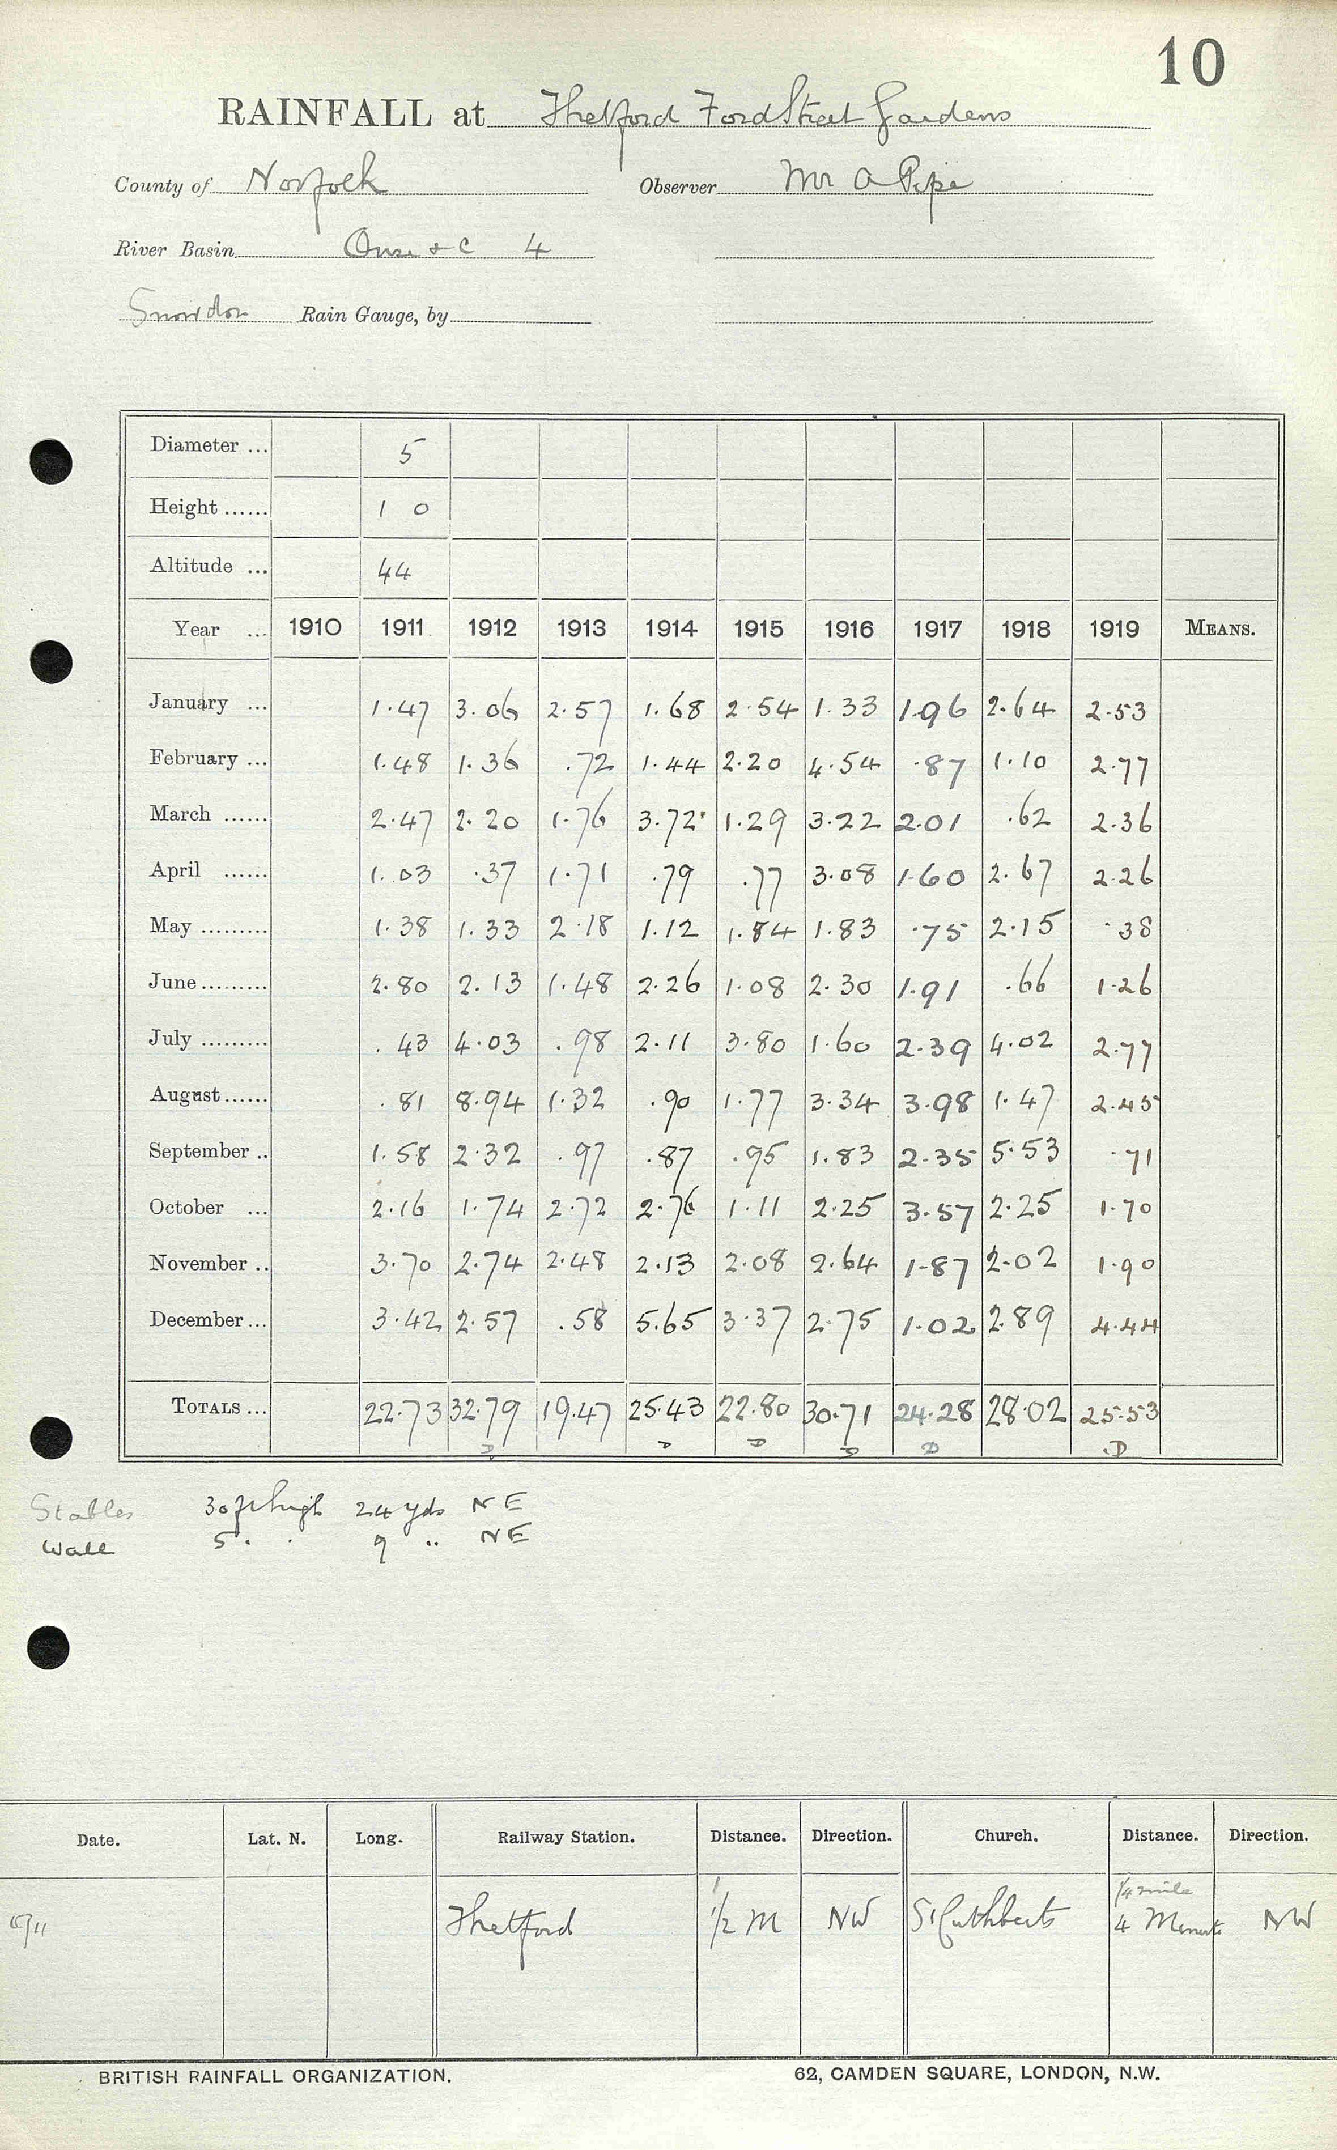 10
RAINFALL at Thetford Ford Street Gardens
County of Norfolk Observer Mr A Pipe
River Basin Ouse &c 4
Snowdon Rain Gauge, by
Diameter ... 5
Height ...... 1 0
Altitude ... 44
Year ... 1910 1911 1912 1913 1914 1915 1916 1917 1918 1919 MEANS.
January ... 1.47 3.06 2.57 1.68 2.54 1.33 1.96 2.64 2.53
February ... 1.48 1.36 .72 1.44 2.20 4.54 .87 1.10 2.77
March ...... 2.47 2.20 1.76 3.72 1.29 3.22 2.01 .62 2.36
April ...... 1.03 .37 1.71 .79 .77 3.08 1.60 2.67 2.26
May ......... 1.38 1.33 2.18 1.12 1.84 1.83 .75 2.15 .38
June ......... 2.80 2.13 1.48 2.26 1.08 2.30 1.91 .66 1.26
July ......... .43 4.03 .98 2.11 3.80 1.60 2.39 4.02 2.77
August ...... .81 8.94 1.32 .90 1.77 3.34 3.98 1.47 2.45
September .. 1.58 2.32 .97 .87 .95 1.83 2.35 5.53 .71
October ... 2.16 1.74 2.72 2.76 1.11 2.25 3.57 2.25 1.70
November .. 3.70 2.74 2.48 2.13 2.08 2.64 1.87 2.02 1.90
December ... 3.42 2.57 .58 5.65 3.37 2.75 1.02 2.89 4.44
TOTALS ... 22.73 32.79 19.47 25.43 22.80 30.71 24.28 28.02 25.53
D D D D D D
Stables 30 ft high 24 yds NE
Wall 5 . . 9 .. NE
Date. Lat. N. Long. Railway Station. Distance. Direction. Church. Distance. Direction.
1/4 mile
Thetford 1/2 M NW St Cuthberts 4 Minute NW
BRITISH RAINFALL ORGANIZATION. 62, CAMDEN SQUARE, LONDON, N.W.